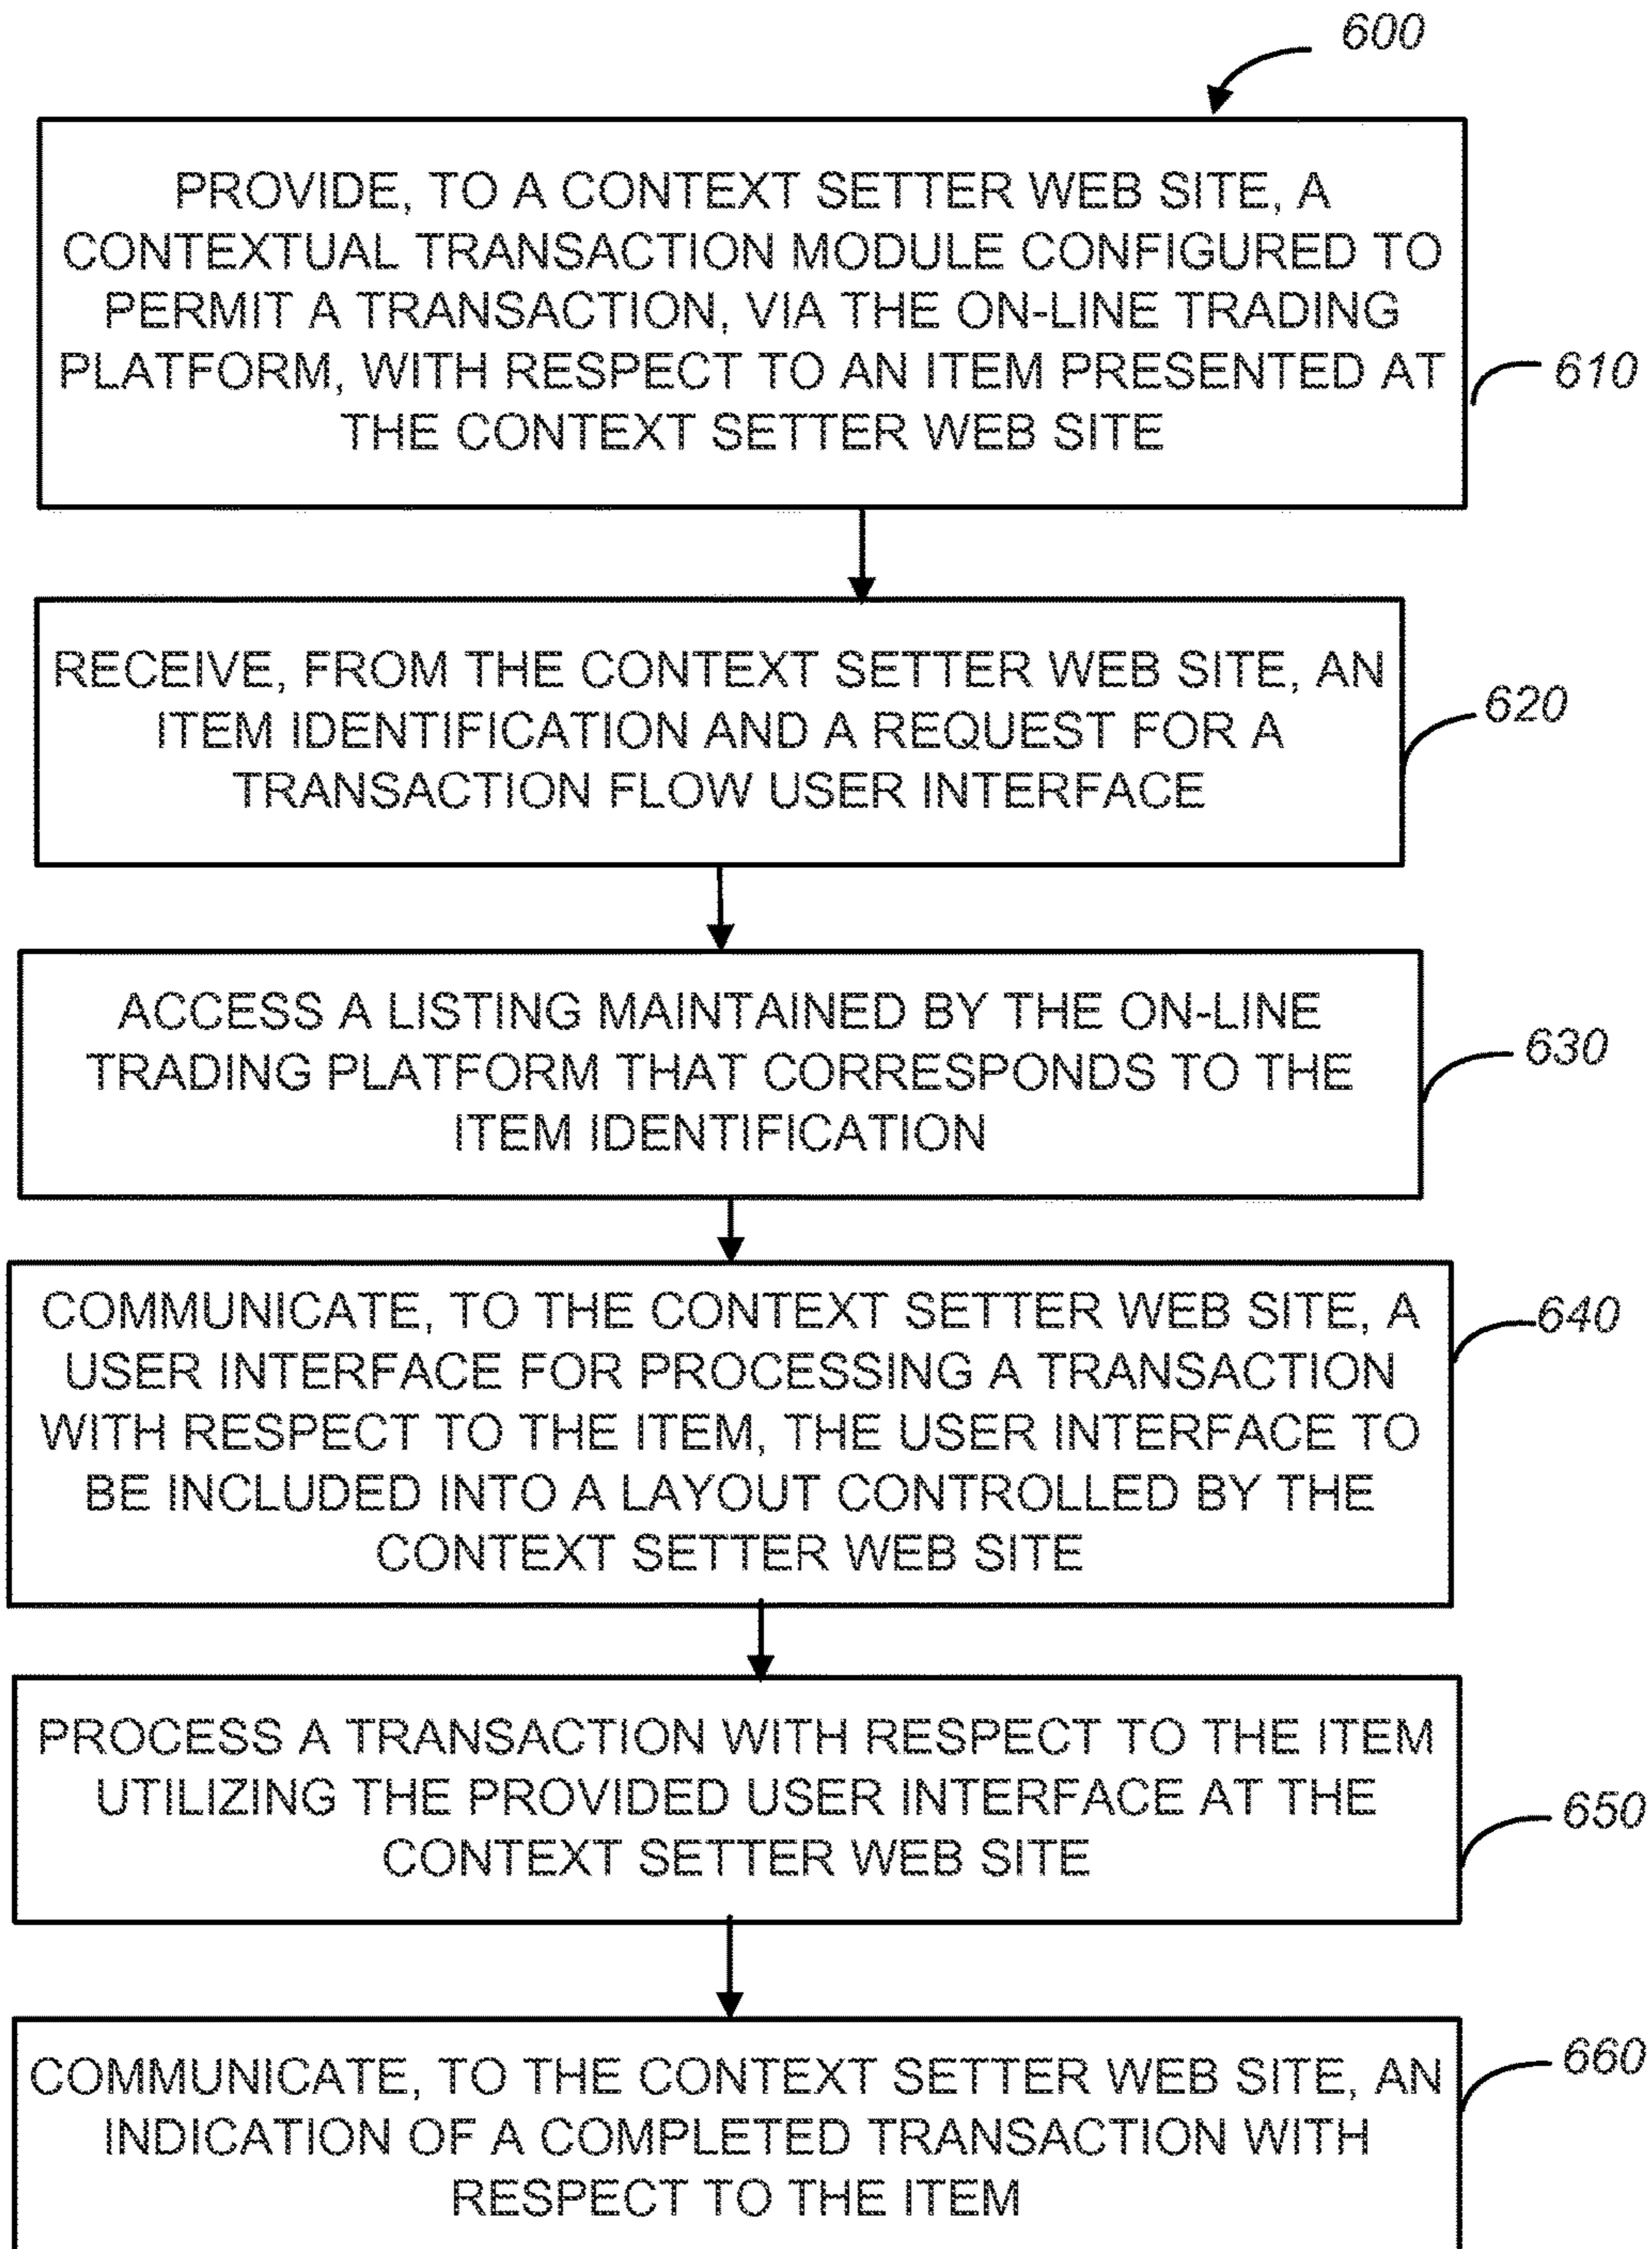 600
PROVIDE, TO A CONTEXT SETTER WEB SITE, A
CONTEXTUAL TRANSACTION MODULE CONFIGURED TO
PERMIT A TRANSACTION, VIA THE ON-LINE TRADING
PLATFORM, WITH RESPECT TO AN ITEM PRESENTED AT
THE CONTEXT SETTER WEB SITE
610
RECEIVE, FROM THE CONTEXT SETTER WEB SITE, AN
ITEM IDENTIFICATION AND A REQUEST FOR A
TRANSACTION FLOW USER INTERFACE
620
ACCESS A LISTING MAINTAINED BY THE ON-LINE
TRADING PLATFORM THAT CORRESPONDS TO THE
ITEM IDENTIFICATION
630
COMMUNICATE, TO THE CONTEXT SETTER WEB SITE, A
USER INTERFACE FOR PROCESSING A TRANSACTION
WITH RESPECT TO THE ITEM, THE USER INTERFACE TO
BE INCLUDED INTO A LAYOUT CONTROLLED BY THE
CONTEXT SETTER WEB SITE
640
PROCESS A TRANSACTION WITH RESPECT TO THE ITEM
UTILIZING THE PROVIDED USER INTERFACE AT THE
CONTEXT SETTER WEB SITE
650
COMMUNICATE, TO THE CONTEXT SETTER WEB SITE, AN
INDICATION OF A COMPLETED TRANSACTION WITH
RESPECT TO THE ITEM
660